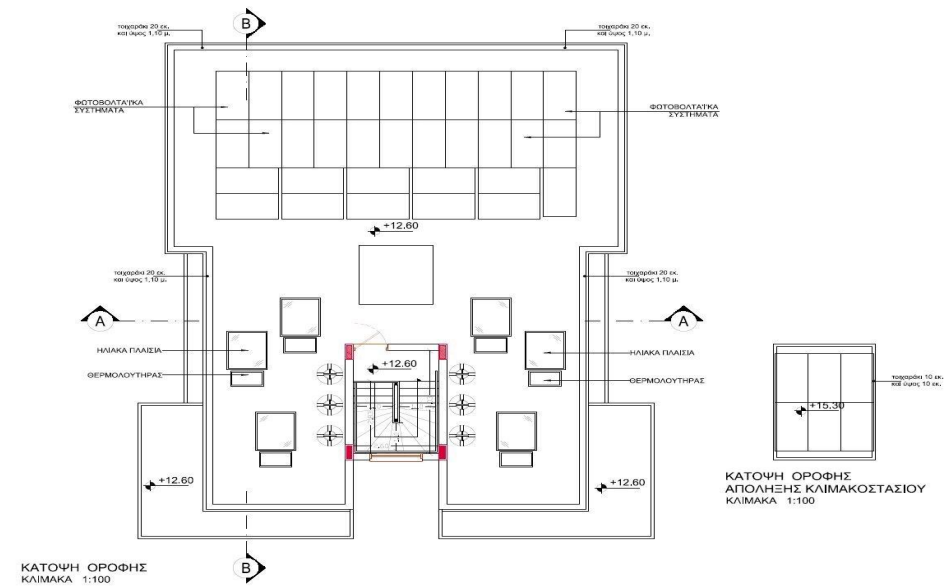 B
τοιχαράκι 20 εκ.
και ύψος 1,10 μ.
τοιχαράκι 20 εκ.
και ύψος 1,10 μ.
ΦΩΤΟΒΟΛΤΑΪΚΑ
ΣΥΣΤΗΜΑΤΑ
ΦΩΤΟΒΟΛΤΑΪΚΑ
ΣΥΣΤΗΜΑΤΑ
+12.60
τοιχαράκι 20 εκ.
και ύψος 1,10 μ.
τοιχαράκι 20 εκ.
και ύψος 1,10 μ.
A
A
ΗΛΙΑΚΑ ΠΛΑΙΣΙΑ
ΗΛΙΑΚΑ ΠΛΑΙΣΙΑ
+12.60
ΘΕΡΜΟΛΟΥΤΗΡΑΣ
ΘΕΡΜΟΛΟΥΤΗΡΑΣ
τοιχαράκι 10 εκ.
και ύψος 10 εκ.
+15.30
+12.60
+12.60
ΚΑΤΟΨΗ ΟΡΟΦΗΣ
ΑΠΟΛΗΞΗΣ ΚΛΙΜΑΚΟΣΤΑΣΙΟΥ
ΚΛΙΜΑΚΑ 1:100
B
ΚΑΤΟΨΗ ΟΡΟΦΗΣ
ΚΛΙΜΑΚΑ 1:100